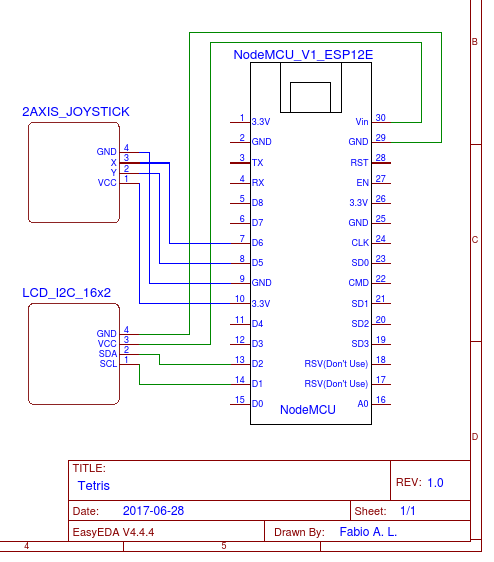 B
NodeMCU_V1_ESP12E
2AXIS_JOYSTICK
GND 4
X 3
Y 2
VCC 1
1 3.3V Vin 30
2 GND GND 29
3 TX RST 28
4 RX EN 27
5 D8 3.3V 26
6 D7 GND 25
7 D6 CLK 24
8 D5 SD0 23
9 GND CMD 22
10 3.3V SD1 21
11 D4 SD2 20
12 D3 SD3 19
13 D2 RSV(Don't Use) 18
14 D1 RSV(Don't Use) 17
15 D0 A0 16
NodeMCU
C
LCD_I2C_16x2
GND 4
VCC 3
SDA 2
SCL 1
D
TITLE:
Tetris
REV: 1.0
Date: 2017-06-28 Sheet: 1/1
EasyEDA V4.4.4 Drawn By: Fabio A. L.
4 5